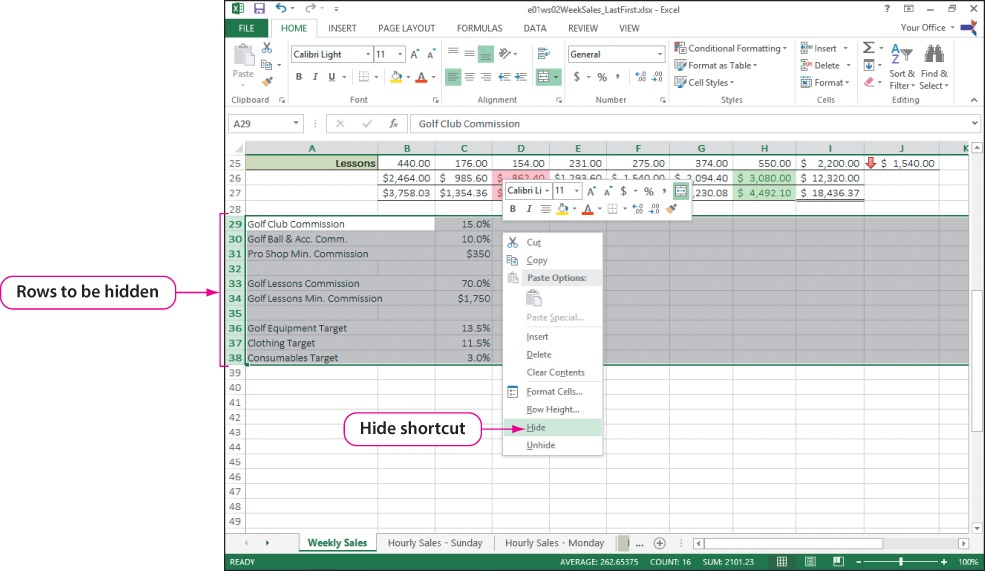 e01ws02WeekSales_LastFirst.xlsx - Excel
FILE HOME INSERT PAGE LAYOUT FORMULAS DATA REVIEW VIEW Your Office
Calibri Light 11 General Conditional Formatting Insert
Paste B I U Format as Table Delete Sort & Find &
Cell Styles Format Filter Select
Clipboard Font Alignment Number Styles Cells Editing
A29 fx Golf Club Commission
A B C D E F G H I J K
25 Lessons 440.00 176.00 154.00 231.00 275.00 374.00 550.00 $ 2,200.00 $ 1,540.00
26 $2,464.00 $ 985.60 $ 862.40 $1,293.60 $ 1,540.00 $ 2,094.40 $ 3,080.00 $ 12,320.00
27 $3,758.03 $1,354.36 $ ,230.08 $ 4,492.10 $ 18,436.37
Calibri Li 11 A A $ %
B I A
28
29 Golf Club Commission 15.0%
30 Golf Ball & Acc. Comm. 10.0%
31 Pro Shop Min. Commission $350
32
33 Golf Lessons Commission 70.0%
34 Golf Lessons Min. Commission $1,750
35
36 Golf Equipment Target 13.5%
37 Clothing Target 11.5%
38 Consumables Target 3.0%
39
40
41
42
43
44
45
46
47
48
49
Cut
Copy
Paste Options:
Paste Special...
Insert
Delete
Clear Contents
Format Cells...
Row Height...
Hide
Unhide
Rows to be hidden
Hide shortcut
Weekly Sales Hourly Sales - Sunday Hourly Sales - Monday ...
READY AVERAGE: 262.65375 COUNT: 16 SUM: 2101.23 100%